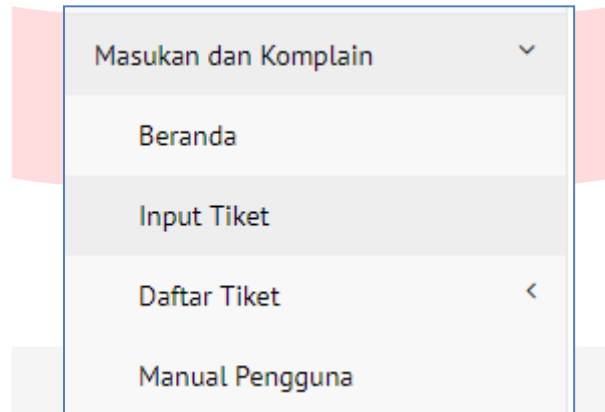 Masukan dan Komplain
Beranda
Input Tiket
Daftar Tiket
Manual Pengguna